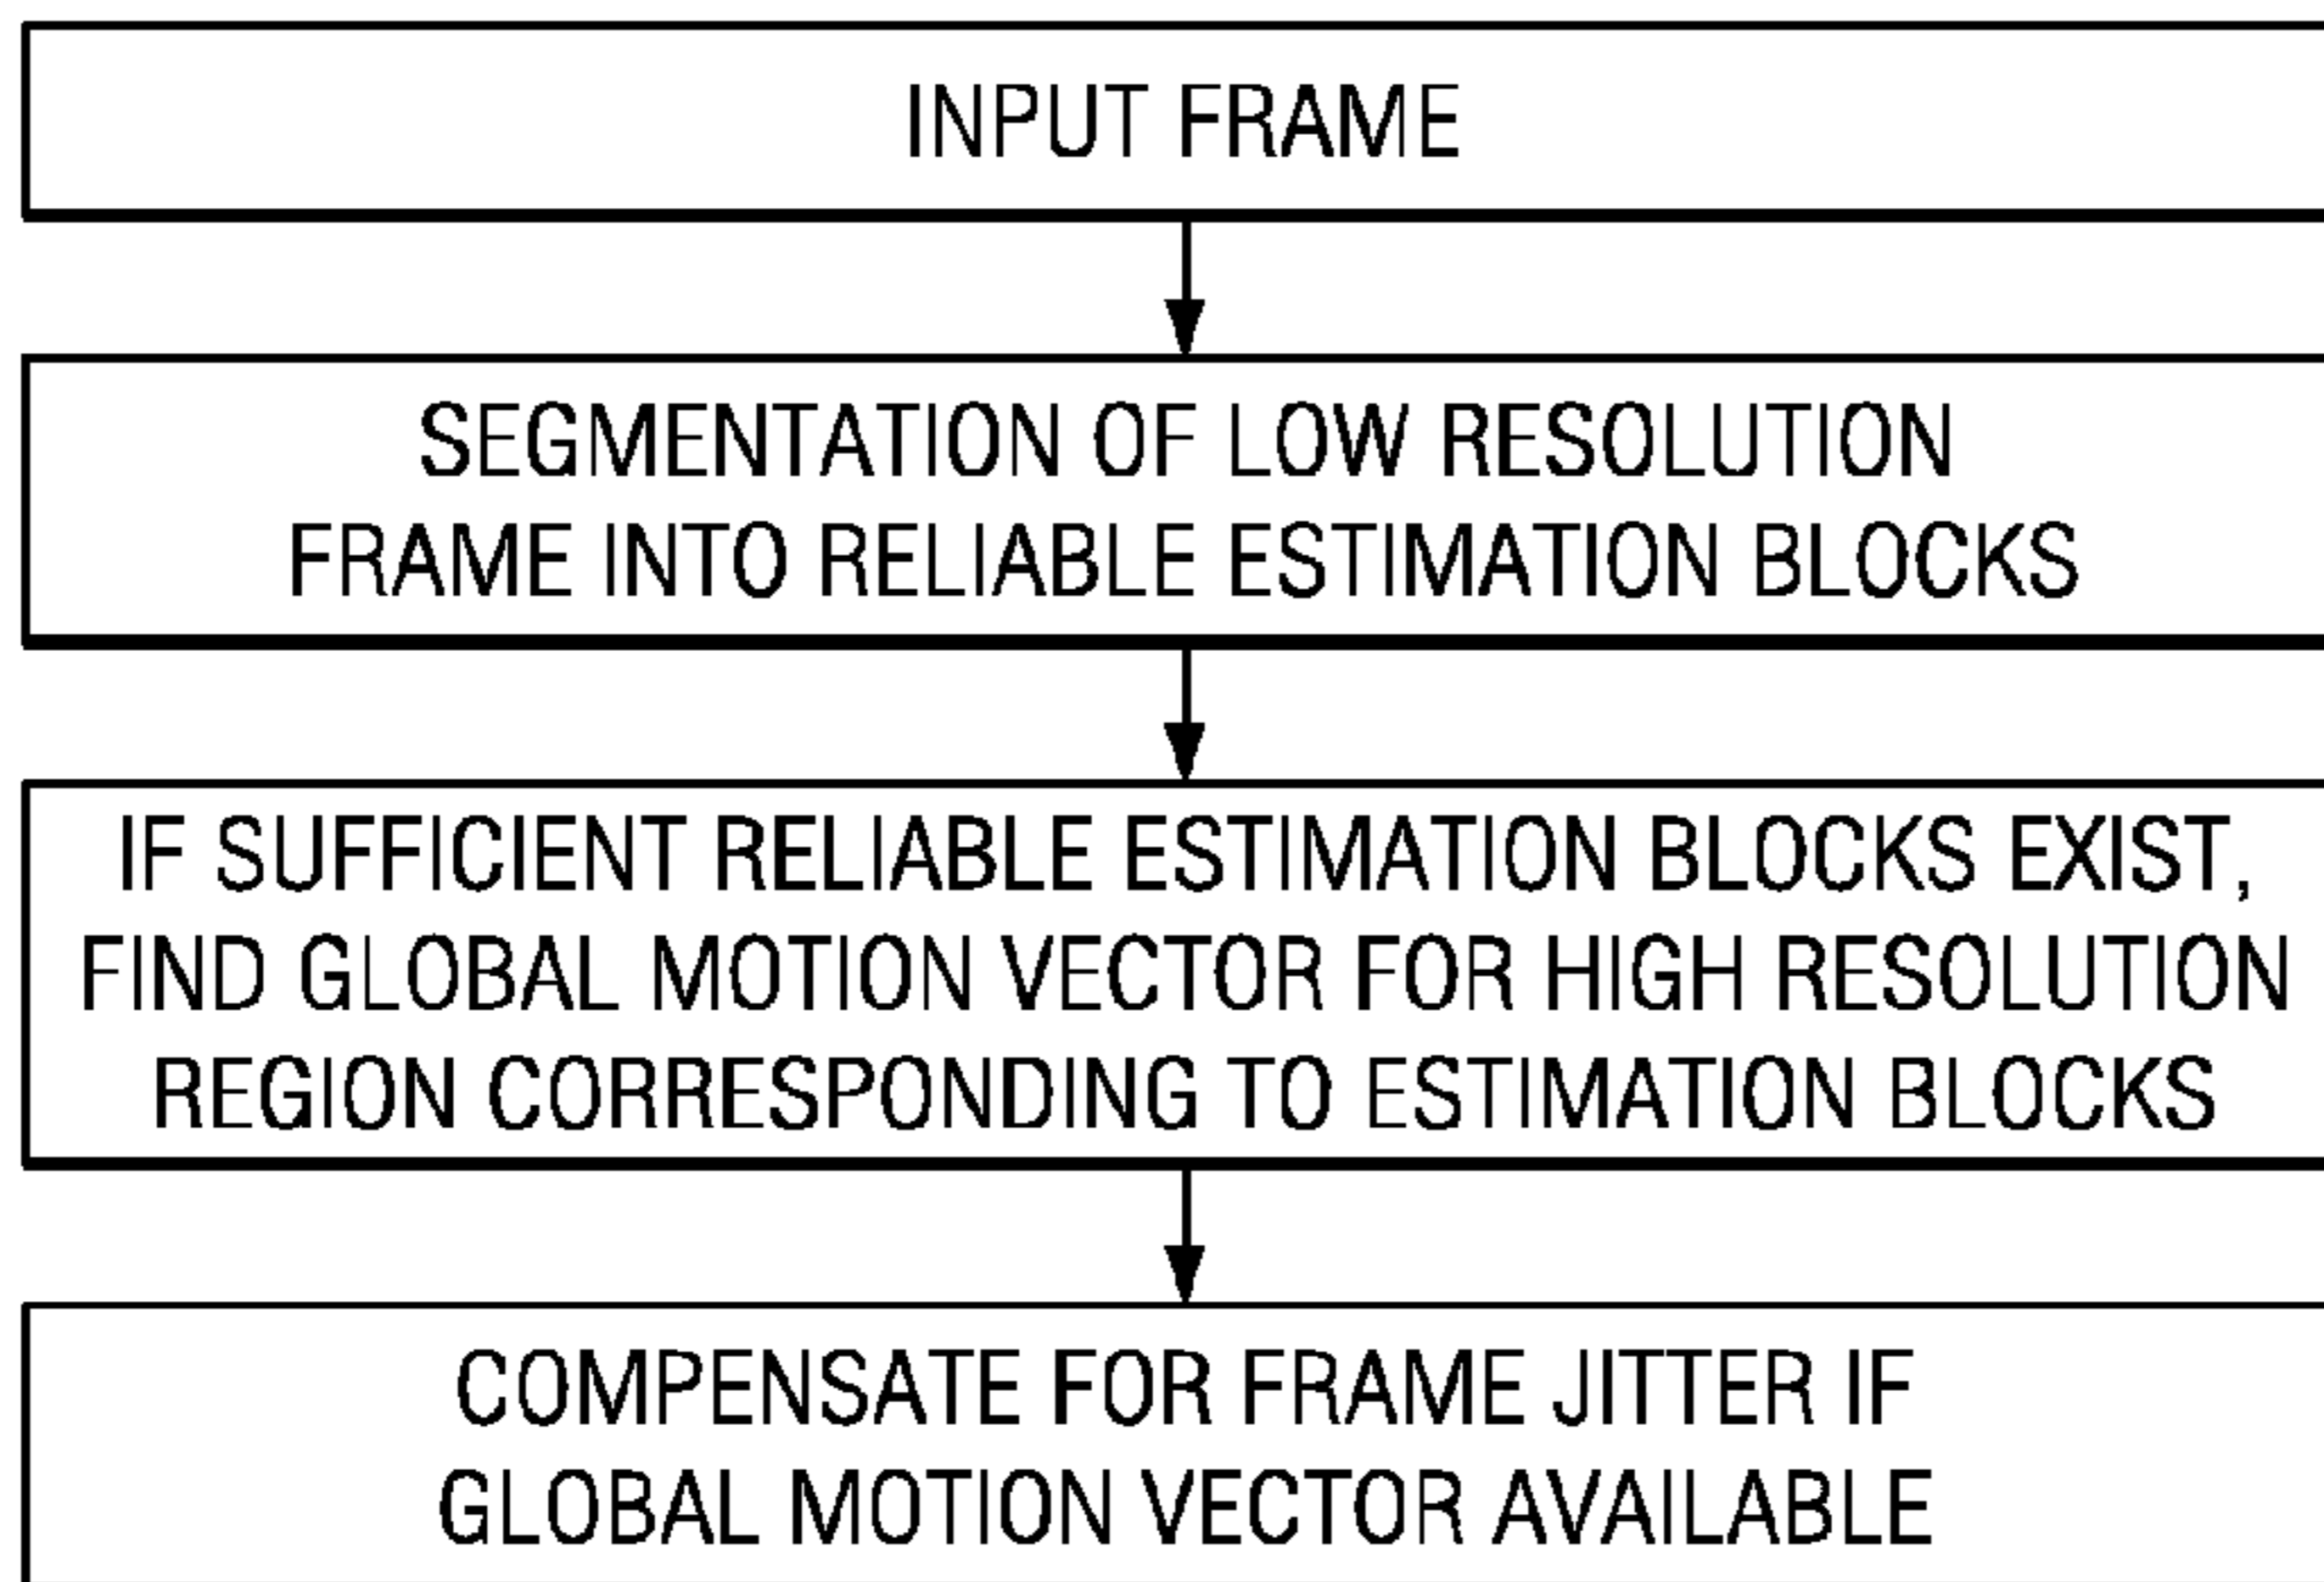 INPUT FRAME
SEGMENTATION OF LOW RESOLUTION
FRAME INTO RELIABLE ESTIMATION BLOCKS
IF SUFFICIENT RELIABLE ESTIMATION BLOCKS EXIST,
FIND GLOBAL MOTION VECTOR FOR HIGH RESOLUTION
REGION CORRESPONDING TO ESTIMATION BLOCKS
COMPENSATE FOR FRAME JITTER IF
GLOBAL MOTION VECTOR AVAILABLE